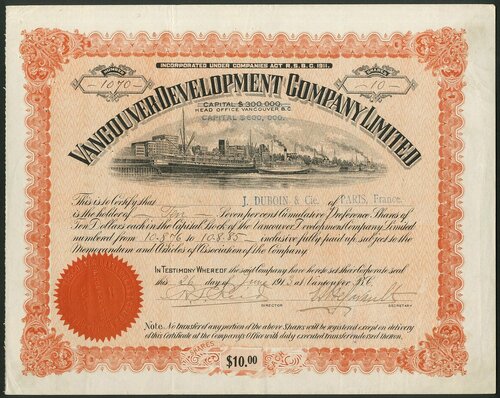 INCORPORATED UNDER COMPANIES ACT R.S.B.C. 1911.
NUMBER
1070
SHARES
10
VANCOUVER DEVELOPMENT COMPANY, LIMITED
CAPITAL $300,000.
HEAD OFFICE VANCOUVER B.C.
CAPITAL $600,000.
This is to Certify that J. DUBOIN & Cie. of PARIS, France.
is the holder of Ten Seven per cent Cumulative Preference Shares of
Ten Dollars each in the Capital Stock of the Vancouver Development Company Limited
numbered from 10.876 to 10.885 inclusive fully paid up, subject to the
Memorandum and Articles of Association of the Company.
IN TESTIMONY WHEREOF the said Company have hereto set their Corporate seal
this 26 day of June 1913 at Vancouver B.C.
DIRECTOR
SECRETARY
Note. No transfer of any portion of the above Shares will be registered except on delivery
of this Certificate at the Company's Office with duly executed transfer endorsed thereon.
SHARES
$10.00